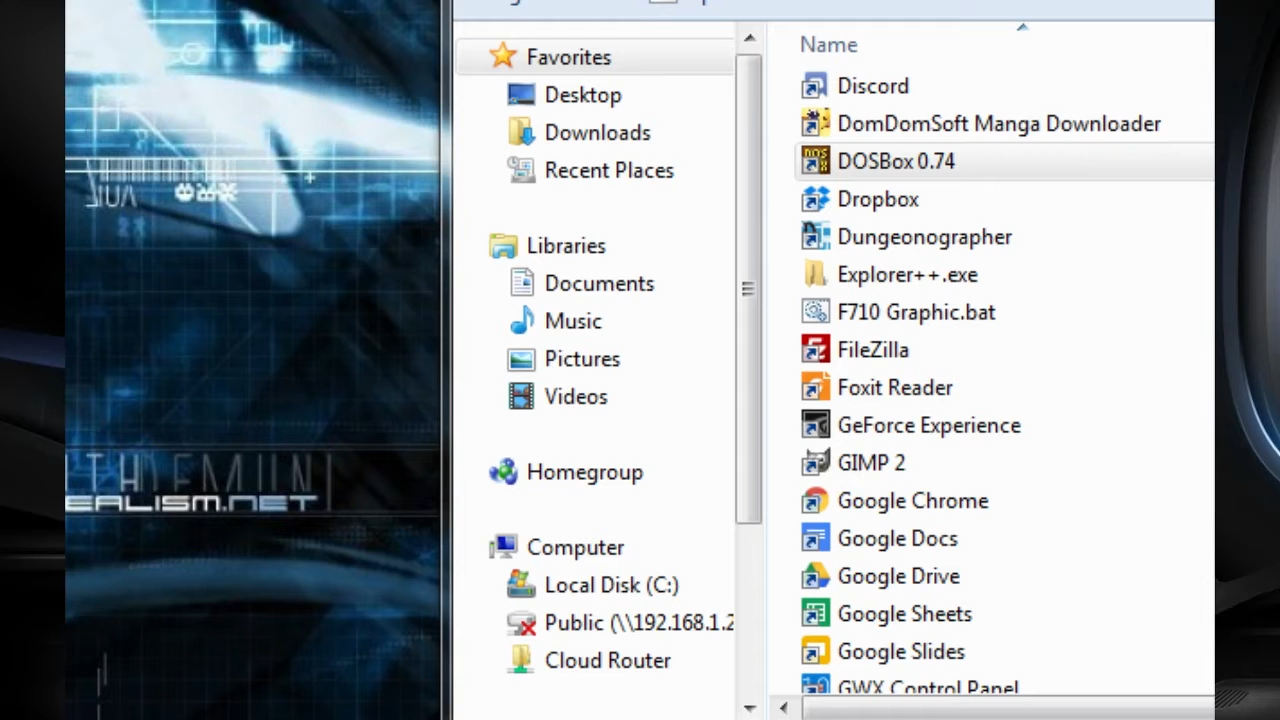 Favorites
Desktop
Downloads
Recent Places
Libraries
Documents
Music
Pictures
Videos
Homegroup
Computer
Local Disk (C:)
Public (\\192.168.1.2
Cloud Router
Name
Discord
DomDomSoft Manga Downloader
DOSBox 0.74
Dropbox
Dungeonographer
Explorer++.exe
F710 Graphic.bat
FileZilla
Foxit Reader
GeForce Experience
GIMP 2
Google Chrome
Google Docs
Google Drive
Google Sheets
Google Slides
GWX Control Panel
EALISM.NET